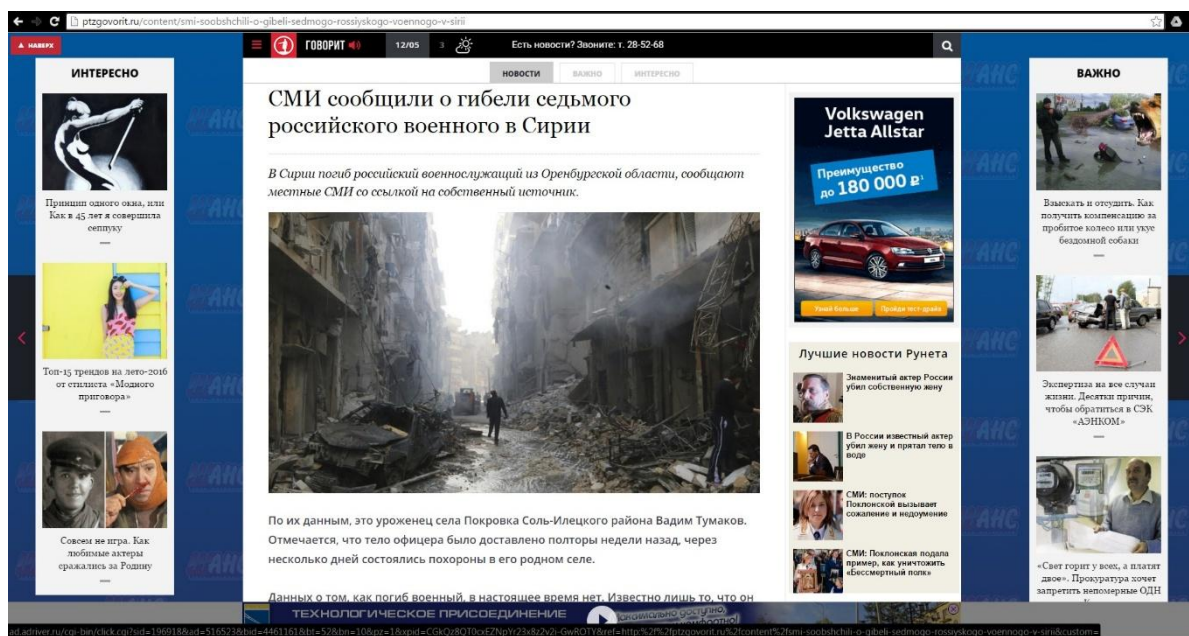 ptzgovorit.ru/content/smi-soobshchili-o-gibeli-sedmogo-rossiyskogo-voennogo-v-sirii
НАВЕРХ
ГОВОРИТ
12/05
3
Есть новости? Звоните: т. 28-52-68
НОВОСТИ
ВАЖНО
ИНТЕРЕСНО
ИНТЕРЕСНО
Принцип одного окна, или
Как в 45 лет я совершила
сеппуку
Топ-15 трендов на лето-2016
от стилиста «Модного
приговора»
Совсем не игра. Как
любимые актеры
сражались за Родину
СМИ сообщили о гибели седьмого
российского военного в Сирии
В Сирии погиб российский военнослужащий из Оренбургской области, сообщают
местные СМИ со ссылкой на собственный источник.
По их данным, это уроженец села Покровка Соль-Илецкого района Вадим Тумаков.
Отмечается, что тело офицера было доставлено полторы недели назад, через
несколько дней состоялись похороны в его родном селе.
Данных о том, как погиб военный, в настоящее время нет. Известно лишь то, что он
ТЕХНОЛОГИЧЕСКОЕ ПРИСОЕДИНЕНИЕ
Volkswagen
Jetta Allstar
Преимущество
до 180 000 ₽¹
Узнай больше
Пройди тест-драйв
Лучшие новости Рунета
Знаменитый актер России
убил собственную жену
В России известный актер
убил жену и прятал тело в
воде
СМИ: поступок
Поклонской вызывает
сожаление и недоумение
СМИ: Поклонская подала
пример, как уничтожить
«Бессмертный полк»
ВАЖНО
Взыскать и отсудить. Как
получить компенсацию за
пробитое колесо или укус
бездомной собаки
Экспертиза на все случаи
жизни. Десятки причин,
чтобы обратиться в СЭК
«АЭНКОМ»
«Свет горит у всех, а платят
двое». Прокуратура хочет
запретить непомерные ОДН